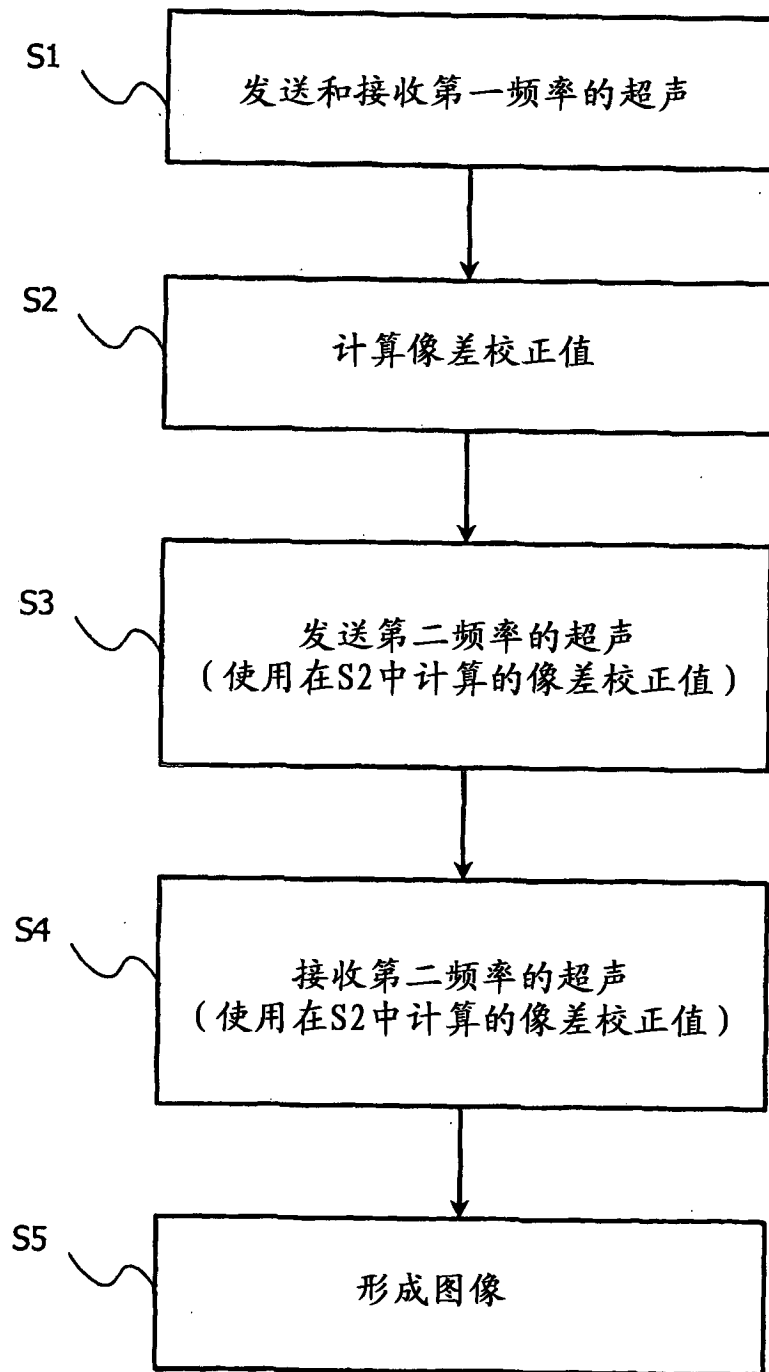 S1
发送和接收第一频率的超声
S2
计算像差校正值
S3
发送第二频率的超声
（使用在S2中计算的像差校正值）
S4
接收第二频率的超声
（使用在S2中计算的像差校正值）
S5
形成图像